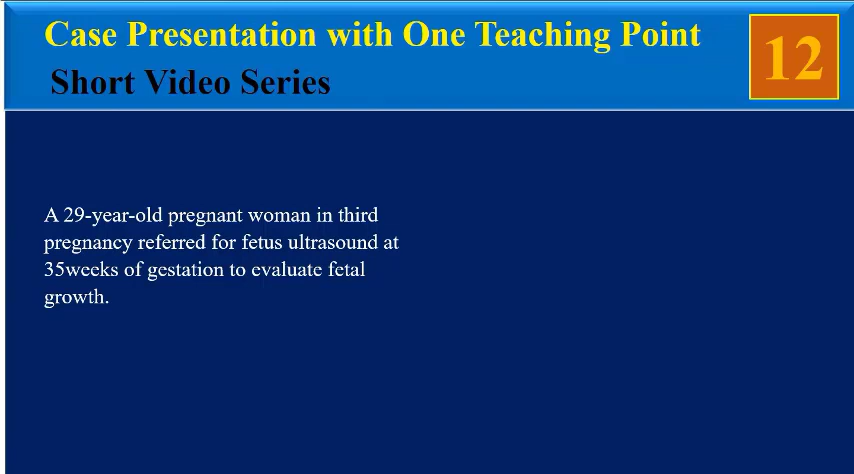 Case Presentation with One Teaching Point
Short Video Series
12
A 29-year-old pregnant woman in third
pregnancy referred for fetus ultrasound at
35weeks of gestation to evaluate fetal
growth.